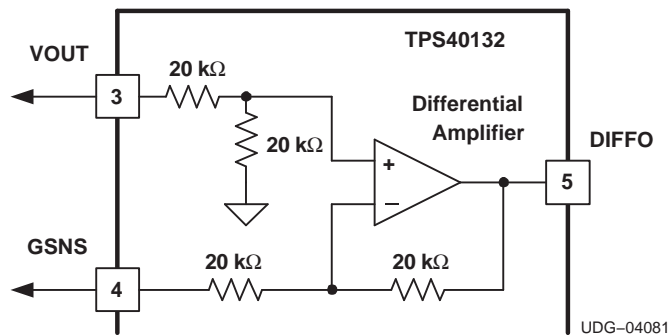 TPS40132
VOUT
3
20 kΩ
20 kΩ
Differential
Amplifier
DIFFO
+
5
−
GSNS
4
20 kΩ
20 kΩ
UDG–04081